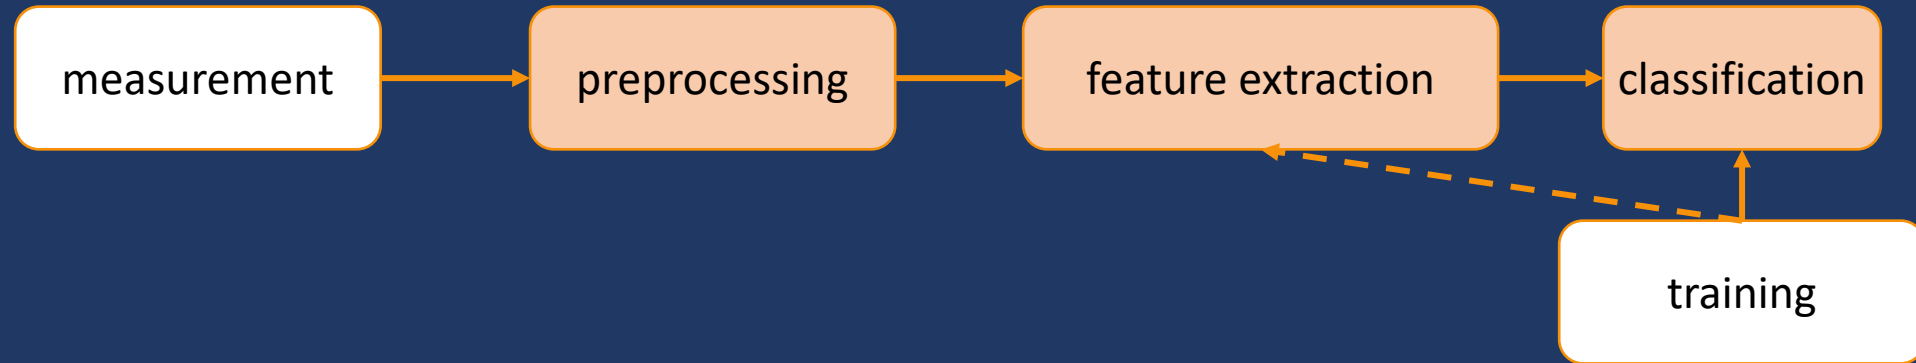 measurement
preprocessing
feature extraction
classification
training